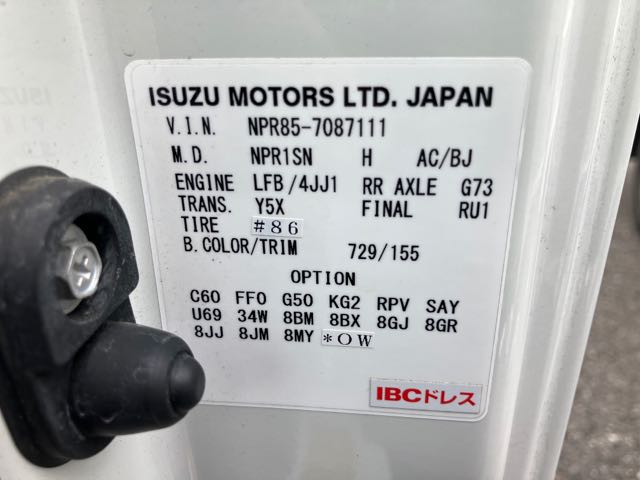 ISUZU MOTORS LTD. JAPAN
V.I.N. NPR85-7087111
M.D. NPR1SN H AC/BJ
ENGINE LFB/4JJ1 RR AXLE G73
TRANS. Y5X FINAL RU1
TIRE #86
B.COLOR/TRIM 729/155
OPTION
C60 FF0 G50 KG2 RPV SAY
U69 34W 8BM 8BX 8GJ 8GR
8JJ 8JM 8MY *OW
IBCドレス